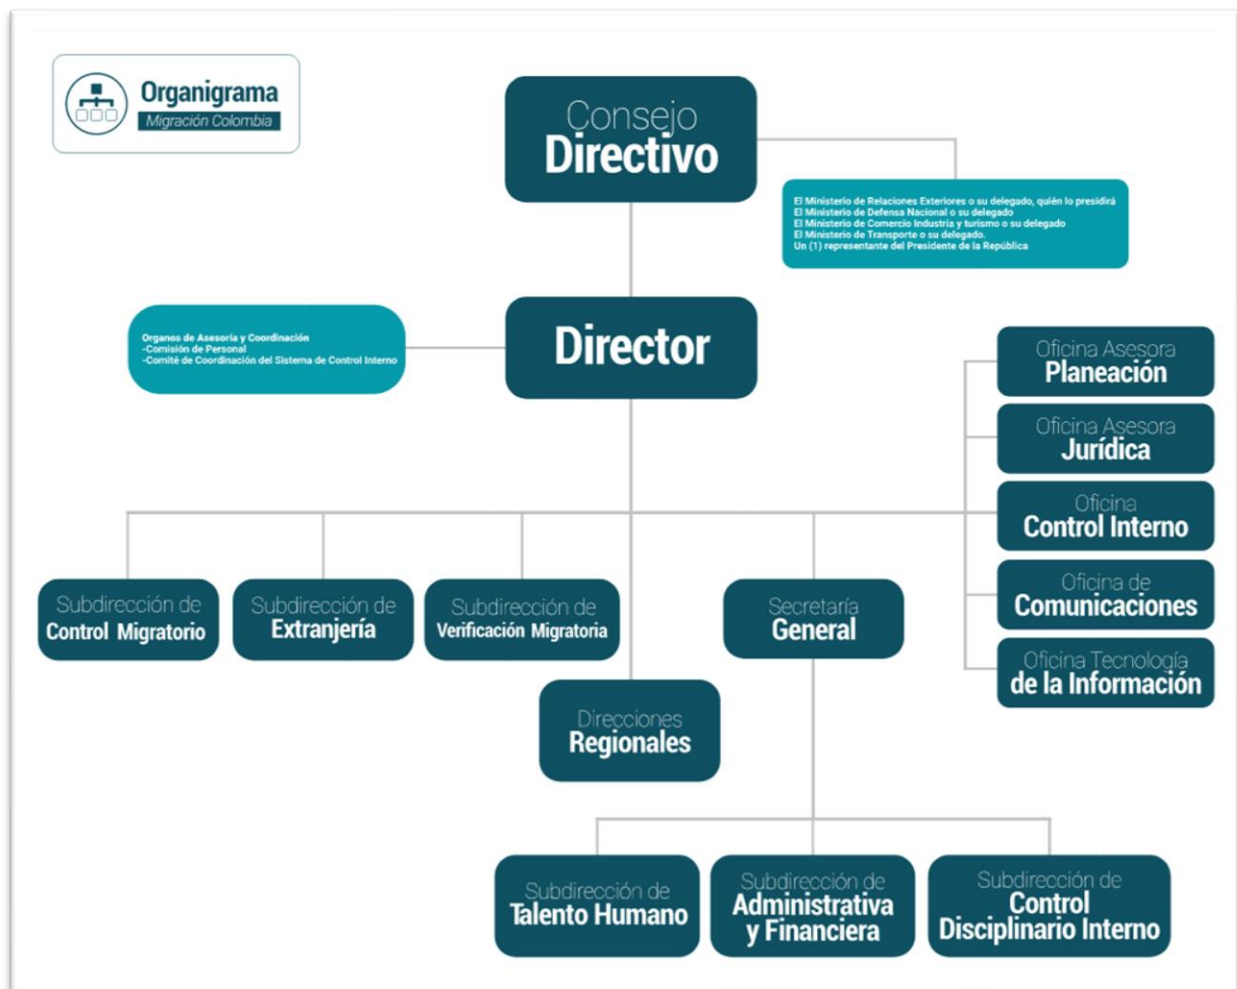 Organigrama
Migración Colombia
Consejo
Directivo
El Ministerio de Relaciones Exteriores o su delegado, quién lo presidirá
El Ministerio de Defensa Nacional o su delegado
El Ministerio de Comercio Industria y turismo o su delegado
El Ministerio de Transporte o su delegado.
Un (1) representante del Presidente de la República
Director
Organos de Asesoría y Coordinación
-Comisión de Personal
-Comité de Coordinación del Sistema de Control Interno
Oficina Asesora
Planeación
Oficina Asesora
Jurídica
Oficina
Control Interno
Oficina de
Comunicaciones
Oficina Tecnología
de la Información
Subdirección de
Control Migratorio
Subdirección de
Extranjería
Subdirección de
Verificación Migratoria
Secretaría
General
Direcciones
Regionales
Subdirección de
Talento Humano
Subdirección de
Administrativa
y Financiera
Subdirección de
Control
Disciplinario Interno